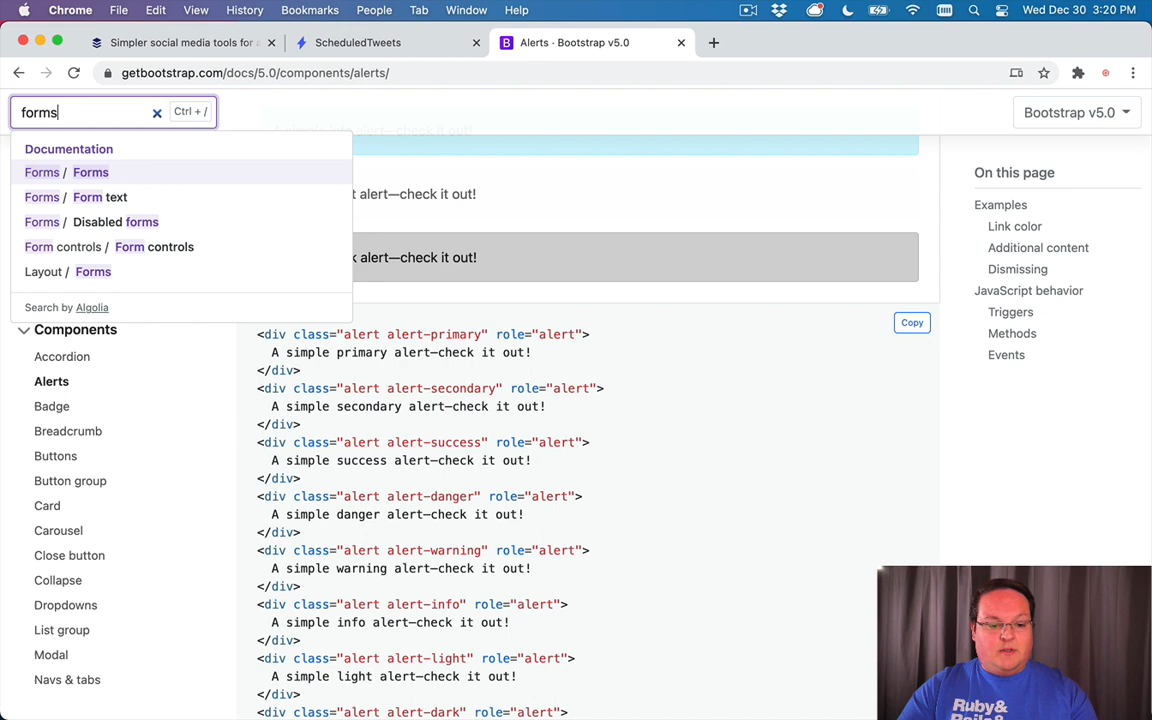 Chrome File Edit View History Bookmarks People Tab Window Help Wed Dec 30 3:20 PM
Simpler social media tools for a
ScheduledTweets
B Alerts · Bootstrap v5.0
getbootstrap.com/docs/5.0/components/alerts/
forms Ctrl + /
Bootstrap v5.0
Documentation
Forms / Forms
Forms / Form text
Forms / Disabled forms
Form controls / Form controls
Layout / Forms
Search by Algolia
Components
Accordion
Alerts
Badge
Breadcrumb
Buttons
Button group
Card
Carousel
Close button
Collapse
Dropdowns
List group
Modal
Navs & tabs
alert—check it out!
alert—check it out!
Copy
<div class="alert alert-primary" role="alert">
A simple primary alert—check it out!
</div>
<div class="alert alert-secondary" role="alert">
A simple secondary alert—check it out!
</div>
<div class="alert alert-success" role="alert">
A simple success alert—check it out!
</div>
<div class="alert alert-danger" role="alert">
A simple danger alert—check it out!
</div>
<div class="alert alert-warning" role="alert">
A simple warning alert—check it out!
</div>
<div class="alert alert-info" role="alert">
A simple info alert—check it out!
</div>
<div class="alert alert-light" role="alert">
A simple light alert—check it out!
</div>
<div class="alert alert-dark" role="alert">
On this page
Examples
Link color
Additional content
Dismissing
JavaScript behavior
Triggers
Methods
Events
Ruby&
Rails&